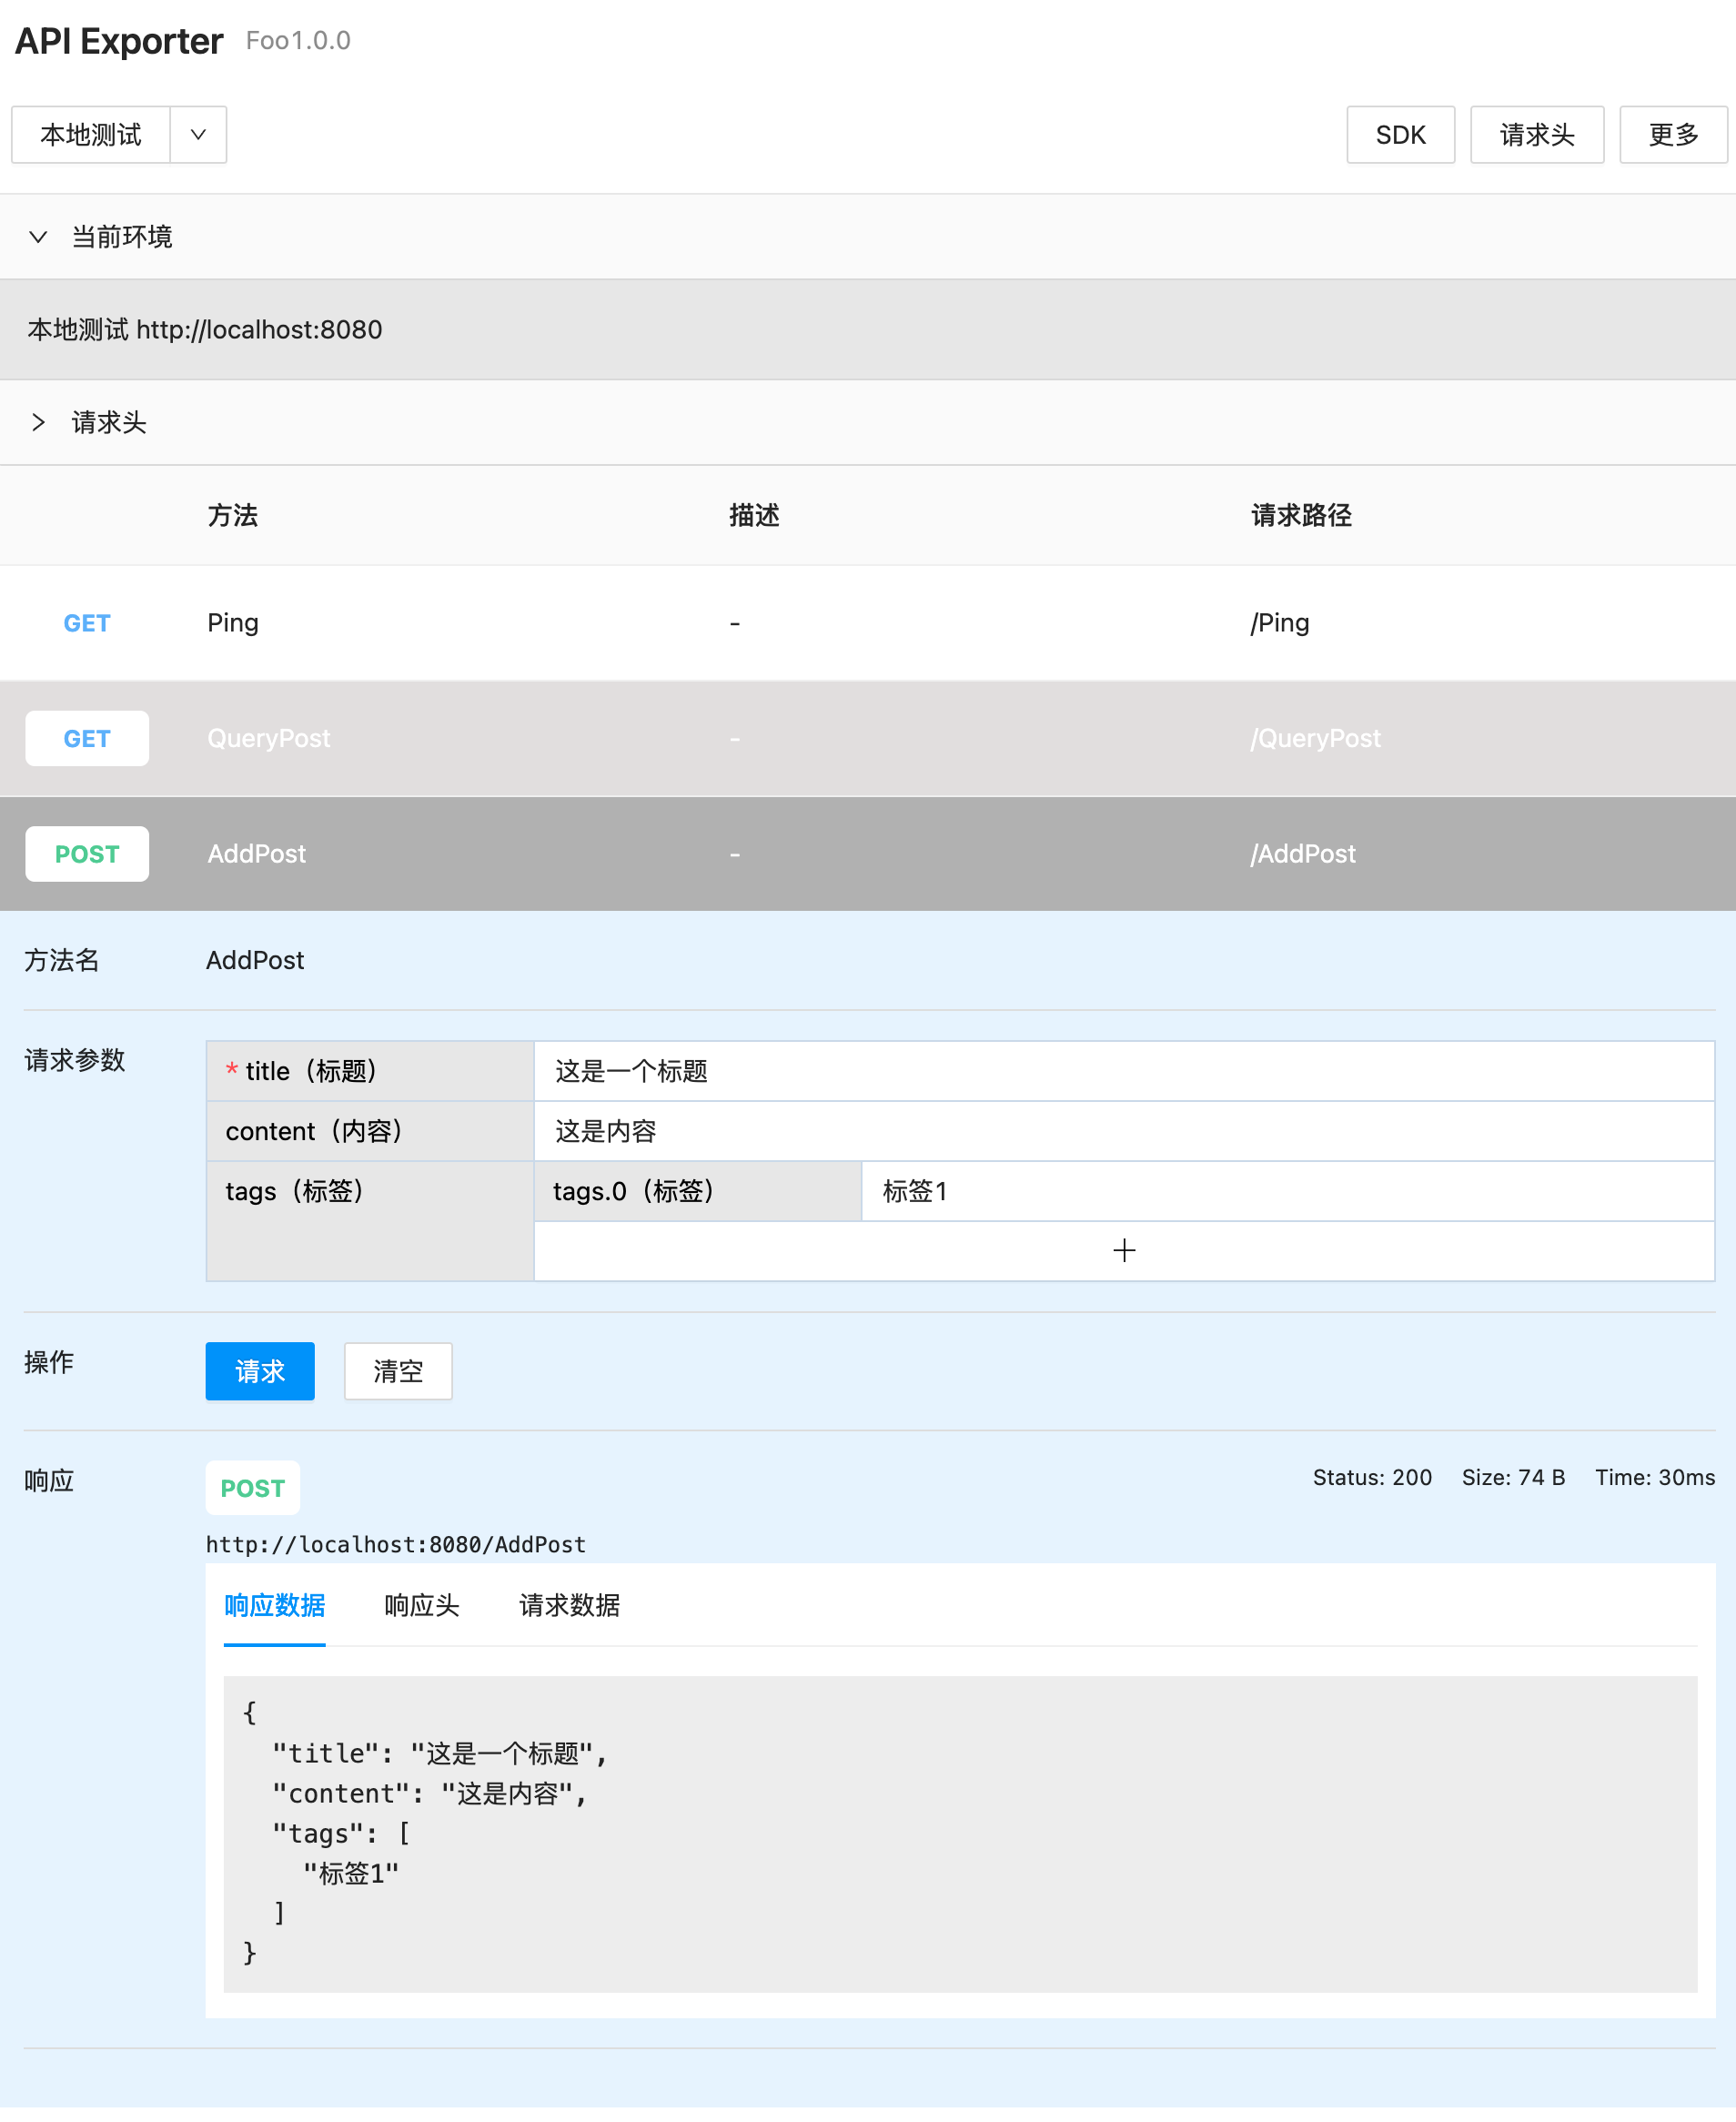 API Exporter Foo1.0.0
本地测试 SDK 请求头 更多
当前环境
本地测试 http://localhost:8080
请求头
方法 描述 请求路径
GET Ping - /Ping
GET QueryPost - /QueryPost
POST AddPost - /AddPost
方法名 AddPost
请求参数 * title（标题） 这是一个标题
content（内容） 这是内容
tags（标签） tags.0（标签） 标签1
+
操作 请求 清空
响应 POST Status: 200 Size: 74 B Time: 30ms
http://localhost:8080/AddPost
响应数据 响应头 请求数据
{
  "title": "这是一个标题",
  "content": "这是内容",
  "tags": [
    "标签1"
  ]
}